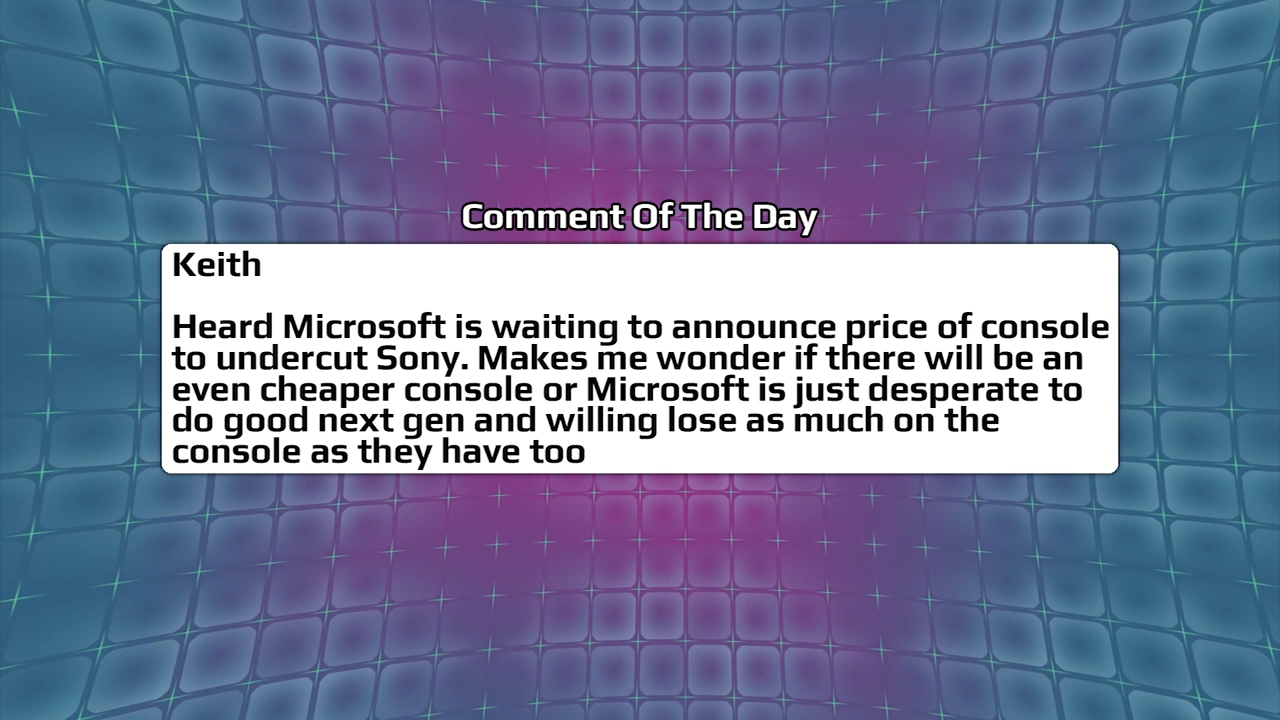 Comment Of The Day
Keith
Heard Microsoft is waiting to announce price of console
to undercut Sony. Makes me wonder if there will be an
even cheaper console or Microsoft is just desperate to
do good next gen and willing lose as much on the
console as they have too